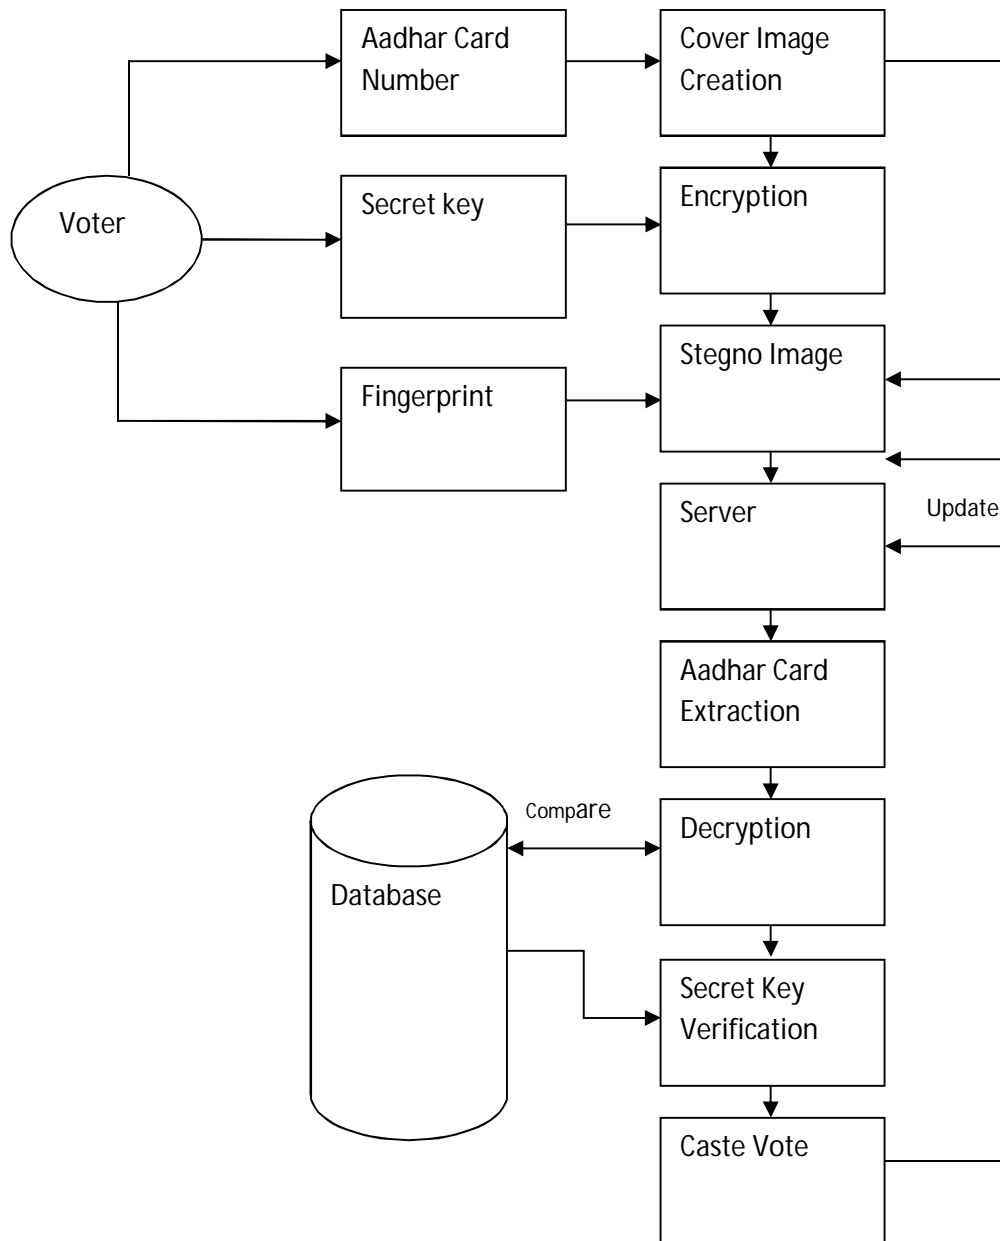 Aadhar Card
Number
Cover Image
Creation
Voter
Secret key
Encryption
Fingerprint
Stegno Image
Server
Update
Aadhar Card
Extraction
Database
Compare
Decryption
Secret Key
Verification
Caste Vote